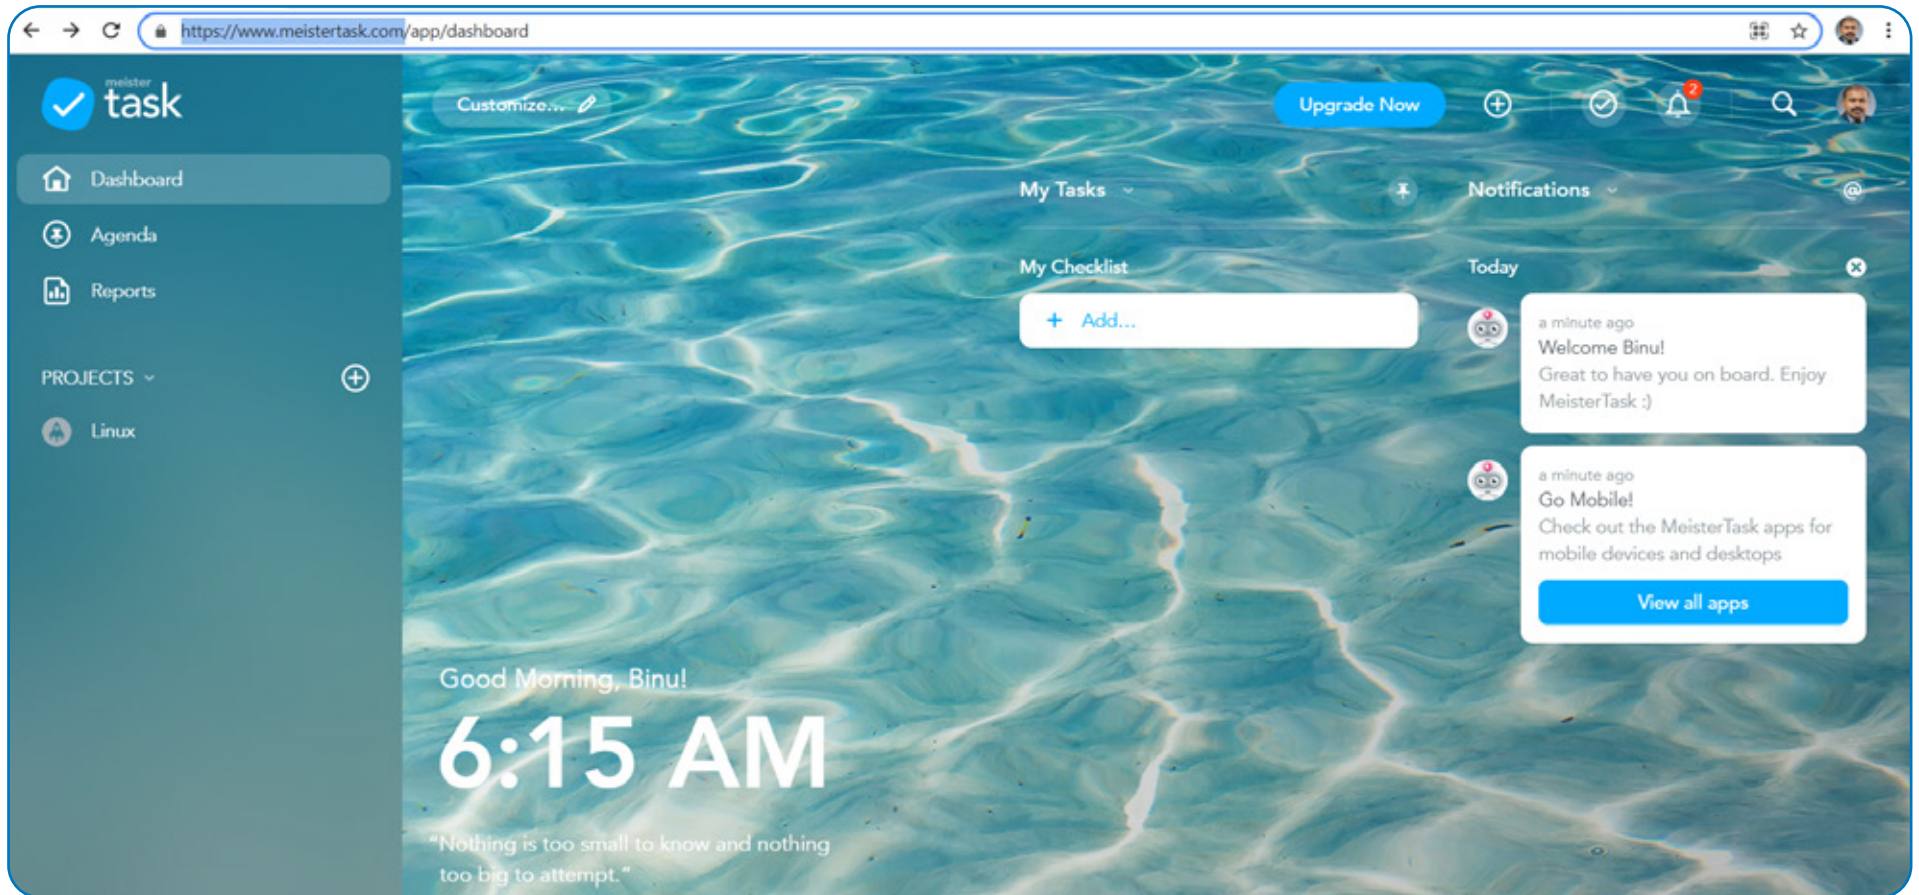 https://www.meistertask.com/app/dashboard
meister
task
Customize...
Upgrade Now
2
Dashboard
Agenda
Reports
PROJECTS
Linux
My Tasks
My Checklist
+ Add...
Notifications
@
Today
a minute ago
Welcome Binu!
Great to have you on board. Enjoy
MeisterTask :)
a minute ago
Go Mobile!
Check out the MeisterTask apps for
mobile devices and desktops
View all apps
Good Morning, Binu!
6:15 AM
"Nothing is too small to know and nothing
too big to attempt."